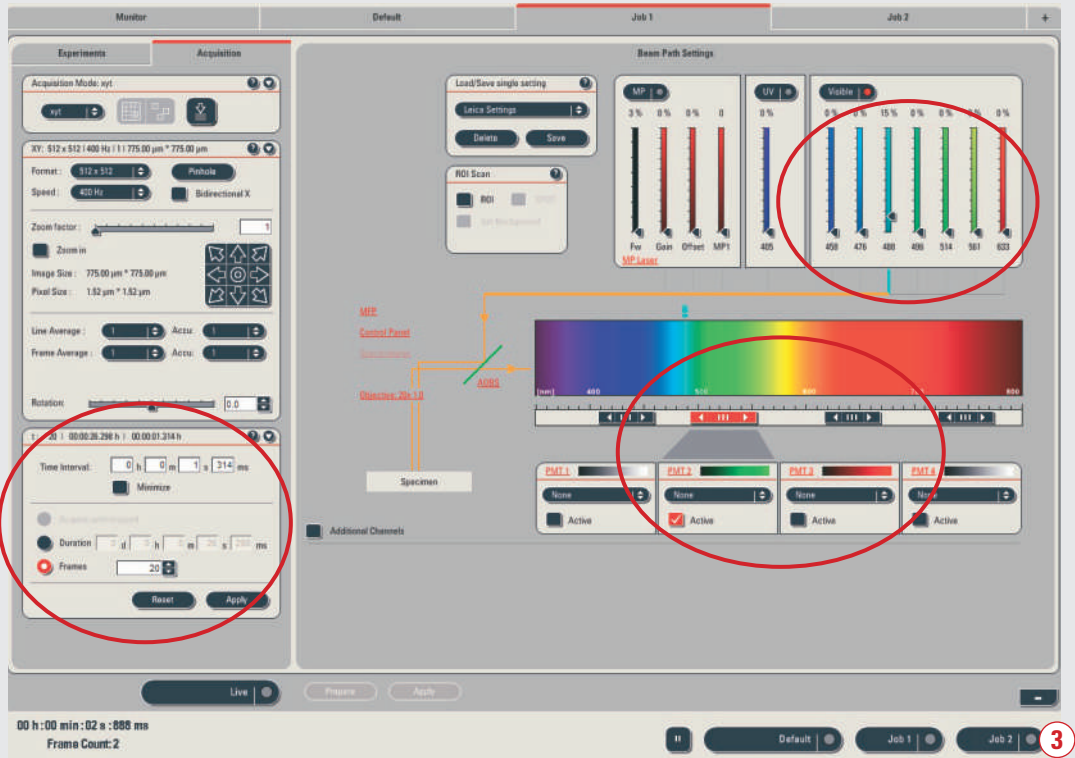 Monitor Default Job 1 Job 2 +
Experiments Acquisition
Acquisition Mode: xyt
xyt
XY: 512 x 512 | 400 Hz | 1 | 775.00 µm * 775.00 µm
Format : 512 x 512 Pinhole
Speed : 400 Hz Bidirectional X
Zoom factor : 1
Zoom in
Image Size : 775.00 µm * 775.00 µm
Pixel Size : 1.52 µm * 1.52 µm
Line Average : 1 Accu: 1
Frame Average : 1 Accu: 1
Rotation: 0.0
t : 20 | 00:00:26.298 h | 00:00:01.314 h
Time Interval: 0 h 0 m 1 s 314 ms
Minimize
Duration d h 0 m 26 s ms
Frames 20
Reset Apply
Beam Path Settings
Load/Save single setting
Leica Settings
Delete Save
ROI Scan
ROI
Set Background
MP UV Visible
3 % 0 % 0 % 0 0 % 0 % 0 % 15 % 0 % 0 % 0 % 0 %
Fw Gain Offset MP1 405 458 476 488 496 514 561 633
MP Laser
MFP
Control Panel
AOBS
Objective: 20x 1.0
Specimen
[nm] 400 500 600 700 800
PMT 1 PMT 2 PMT 3 PMT 4
None None None None
Active Active Active Active
Additional Channels
Live Prepare Apply
00 h :00 min :02 s :888 ms
Frame Count: 2
Default Job 1 Job 2 3